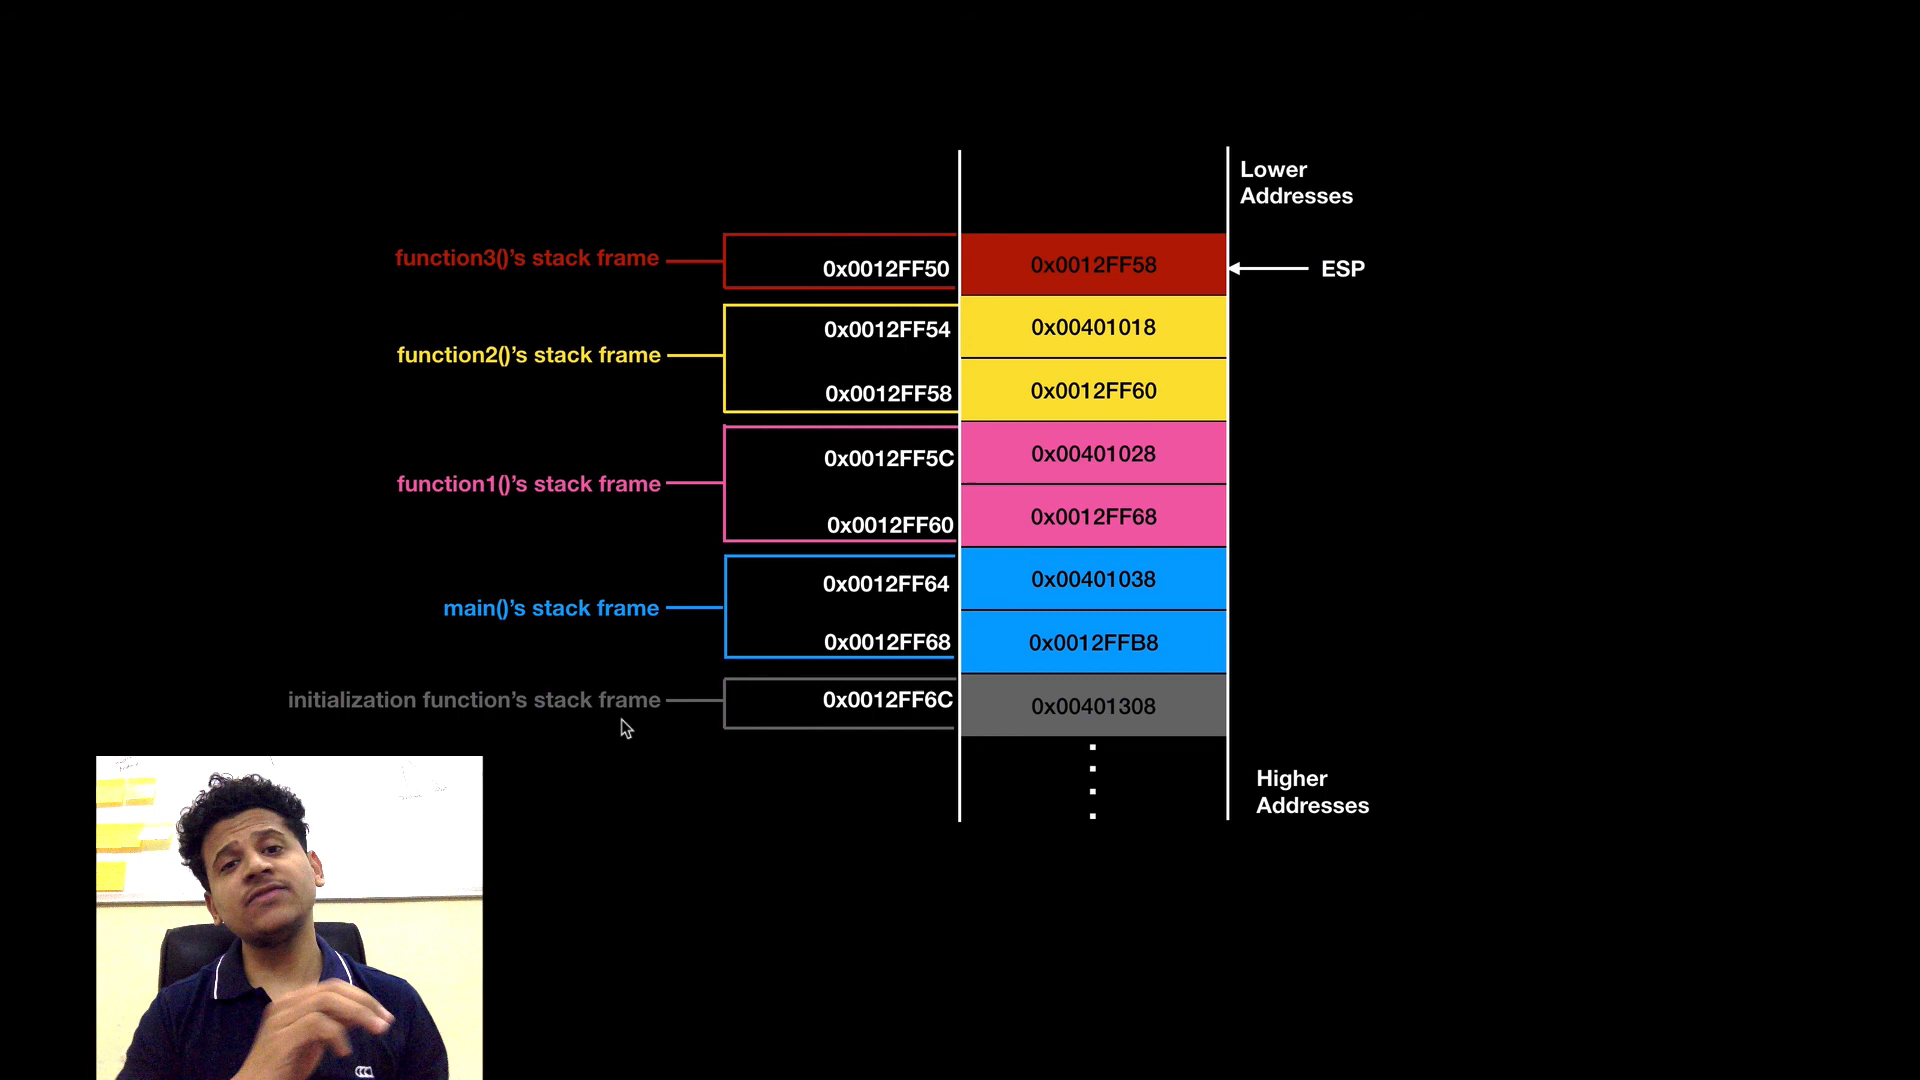 Lower
Addresses
function3()’s stack frame
0x0012FF50
0x0012FF58
ESP
function2()’s stack frame
0x0012FF54
0x00401018
0x0012FF58
0x0012FF60
function1()’s stack frame
0x0012FF5C
0x00401028
0x0012FF60
0x0012FF68
main()’s stack frame
0x0012FF64
0x00401038
0x0012FF68
0x0012FFB8
initialization function’s stack frame
0x0012FF6C
0x00401308
Higher
Addresses